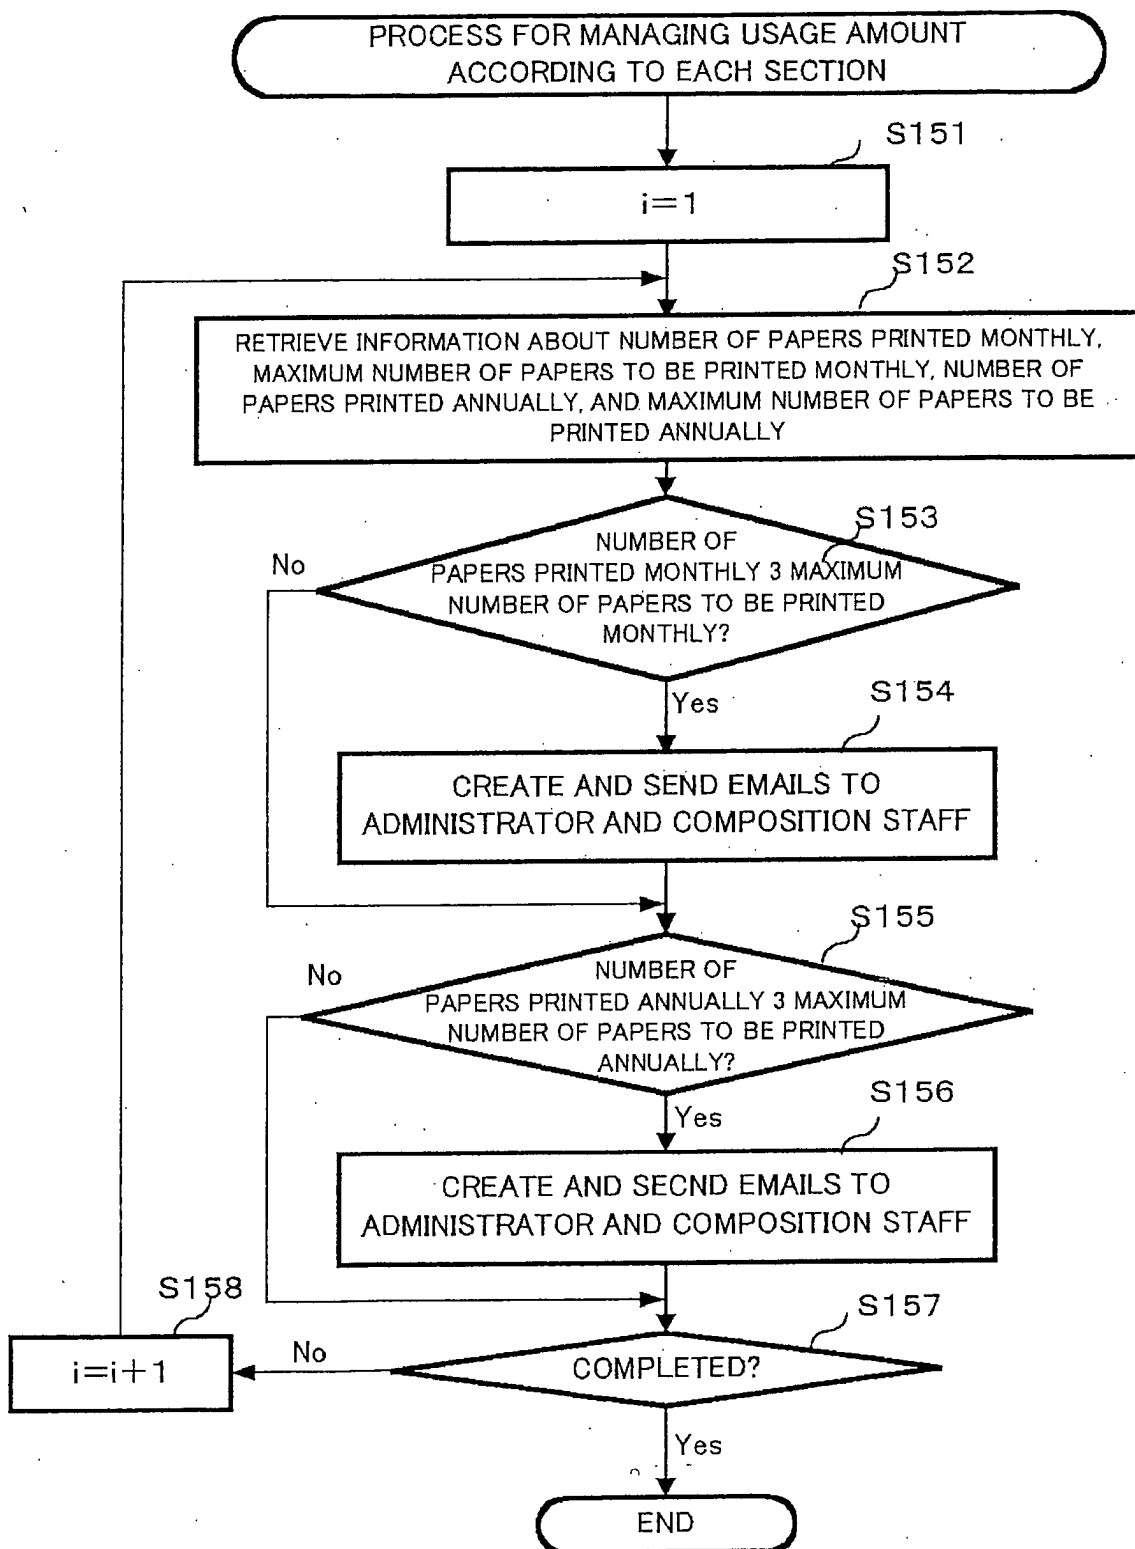 PROCESS FOR MANAGING USAGE AMOUNT
ACCORDING TO EACH SECTION
S151
i=1
S152
RETRIEVE INFORMATION ABOUT NUMBER OF PAPERS PRINTED MONTHLY,
MAXIMUM NUMBER OF PAPERS TO BE PRINTED MONTHLY, NUMBER OF
PAPERS PRINTED ANNUALLY, AND MAXIMUM NUMBER OF PAPERS TO BE
PRINTED ANNUALLY
S153
No
NUMBER OF
PAPERS PRINTED MONTHLY 3 MAXIMUM
NUMBER OF PAPERS TO BE PRINTED
MONTHLY?
Yes
S154
CREATE AND SEND EMAILS TO
ADMINISTRATOR AND COMPOSITION STAFF
S155
No
NUMBER OF
PAPERS PRINTED ANNUALLY 3 MAXIMUM
NUMBER OF PAPERS TO BE PRINTED
ANNUALLY?
Yes
S156
CREATE AND SECND EMAILS TO
ADMINISTRATOR AND COMPOSITION STAFF
S158
S157
i=i+1
No
COMPLETED?
Yes
END